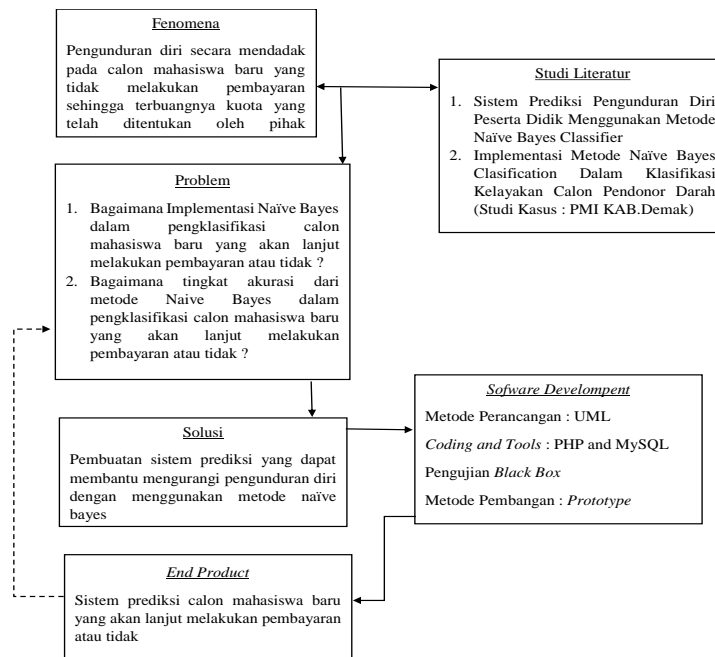 Fenomena
Pengunduran diri secara mendadak
pada calon mahasiswa baru yang
tidak melakukan pembayaran
sehingga terbuangnya kuota yang
telah ditentukan oleh pihak
Studi Literatur
1. Sistem Prediksi Pengunduran Diri
Peserta Didik Menggunakan Metode
Naïve Bayes Classifier
2. Implementasi Metode Naïve Bayes
Clasification Dalam Klasifikasi
Kelayakan Calon Pendonor Darah
(Studi Kasus : PMI KAB.Demak)
Problem
1. Bagaimana Implementasi Naïve Bayes
dalam pengklasifikasi calon
mahasiswa baru yang akan lanjut
melakukan pembayaran atau tidak ?
2. Bagaimana tingkat akurasi dari
metode Naive Bayes dalam
pengklasifikasi calon mahasiswa baru
yang akan lanjut melakukan
pembayaran atau tidak ?
Solusi
Pembuatan sistem prediksi yang dapat
membantu mengurangi pengunduran diri
dengan menggunakan metode naïve
bayes
Sofware Develompent
Metode Perancangan : UML
Coding and Tools : PHP and MySQL
Pengujian Black Box
Metode Pembangan : Prototype
End Product
Sistem prediksi calon mahasiswa baru
yang akan lanjut melakukan pembayaran
atau tidak